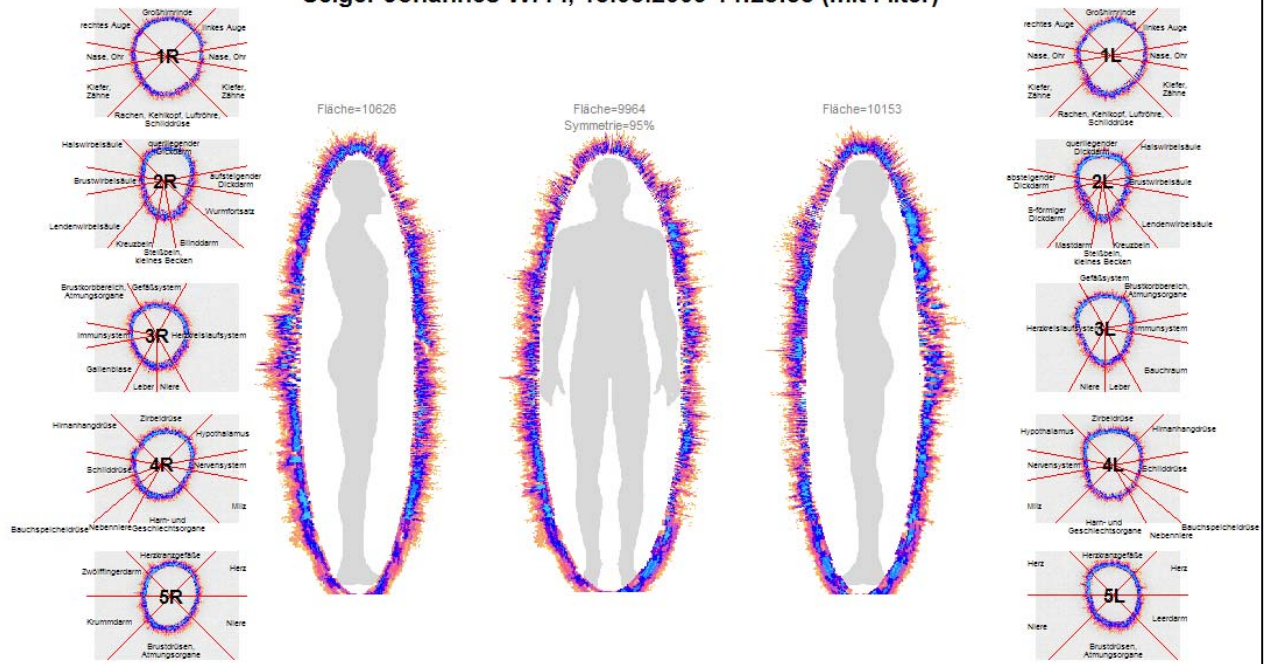 Großhirnrinde
rechtes Auge
linkes Auge
Nase, Ohr
1R
Nase, Ohr
Kiefer,
Zähne
Kiefer,
Zähne
Rachen, Kehlkopf, Luftröhre,
Schilddrüse
Halswirbelsäule
querliegender
Dickdarm
Brustwirbelsäule
2R
aufsteigender
Dickdarm
Wurmfortsatz
Lendenwirbelsäule
Kreuzbein
Blinddarm
Steißbein,
kleines Becken
Brustkorbbereich,
Atmungsorgane
Gefäßsystem
Immunsystem
3R
Herzkreislaufsystem
Gallenblase
Leber
Niere
Zirbeldrüse
Hirnanhangdrüse
Hypothalamus
Schilddrüse
4R
Nervensystem
Milz
Harn- und
Geschlechtsorgane
Bauchspeicheldrüse
Nebenniere
Herzkranzgefäße
Zwölffingerdarm
Herz
5R
Krummdarm
Niere
Brustdrüsen,
Atmungsorgane
Fläche=10626
Fläche=9964
Symmetrie=95%
Fläche=10153
Großhirnrinde
rechtes Auge
linkes Auge
Nase, Ohr
1L
Nase, Ohr
Kiefer,
Zähne
Kiefer,
Zähne
Rachen, Kehlkopf, Luftröhre,
Schilddrüse
querliegender
Dickdarm
Halswirbelsäule
absteigender
Dickdarm
2L
Brustwirbelsäule
S-förmiger
Dickdarm
Lendenwirbelsäule
Mastdarm
Kreuzbein
Steißbein,
kleines Becken
Gefäßsystem
Brustkorbbereich,
Atmungsorgane
Herzkreislaufsystem
3L
Immunsystem
Bauchraum
Niere
Leber
Zirbeldrüse
Hypothalamus
Hirnanhangdrüse
Nervensystem
4L
Schilddrüse
Milz
Harn- und
Geschlechtsorgane
Bauchspeicheldrüse
Nebenniere
Herzkranzgefäße
Herz
Herz
5L
Leerdarm
Niere
Brustdrüsen,
Atmungsorgane